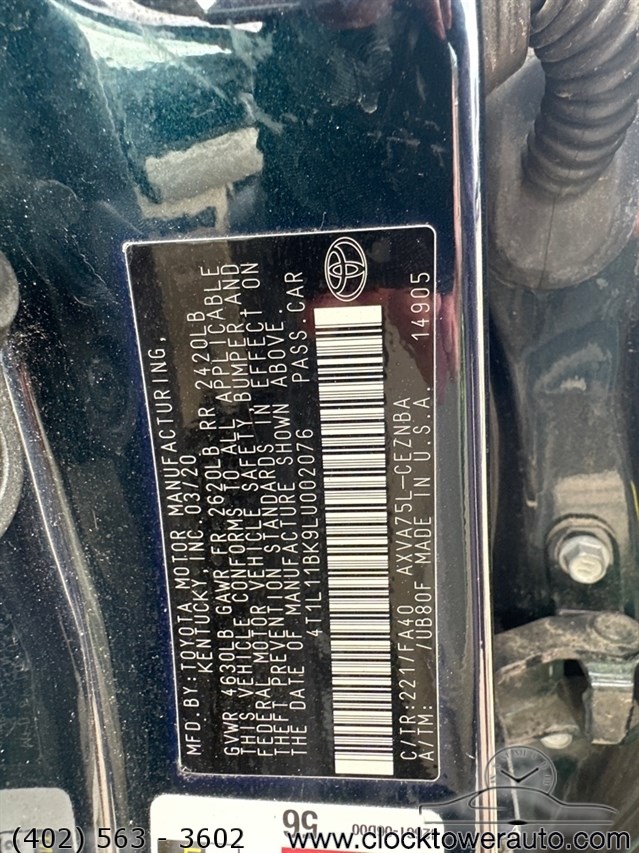 MFD. BY: TOYOTA MOTOR MANUFACTURING,
KENTUCKY, INC. 03/20
GVWR 4630LB GAWR FR 2620LB RR 2420LB
THIS VEHICLE CONFORMS TO ALL APPLICABLE
FEDERAL MOTOR VEHICLE SAFETY, BUMPER AND
THEFT PREVENTION STANDARDS IN EFFECT ON
THE DATE OF MANUFACTURE SHOWN ABOVE
4T1L11BK9LU002076 PASS.CAR
C/TR:221/FA40 AXVA75L-CEZNBA
A/TM: /UB80F MADE IN U.S.A. 14905
56
(402) 563 - 3602 www.clocktowerauto.com